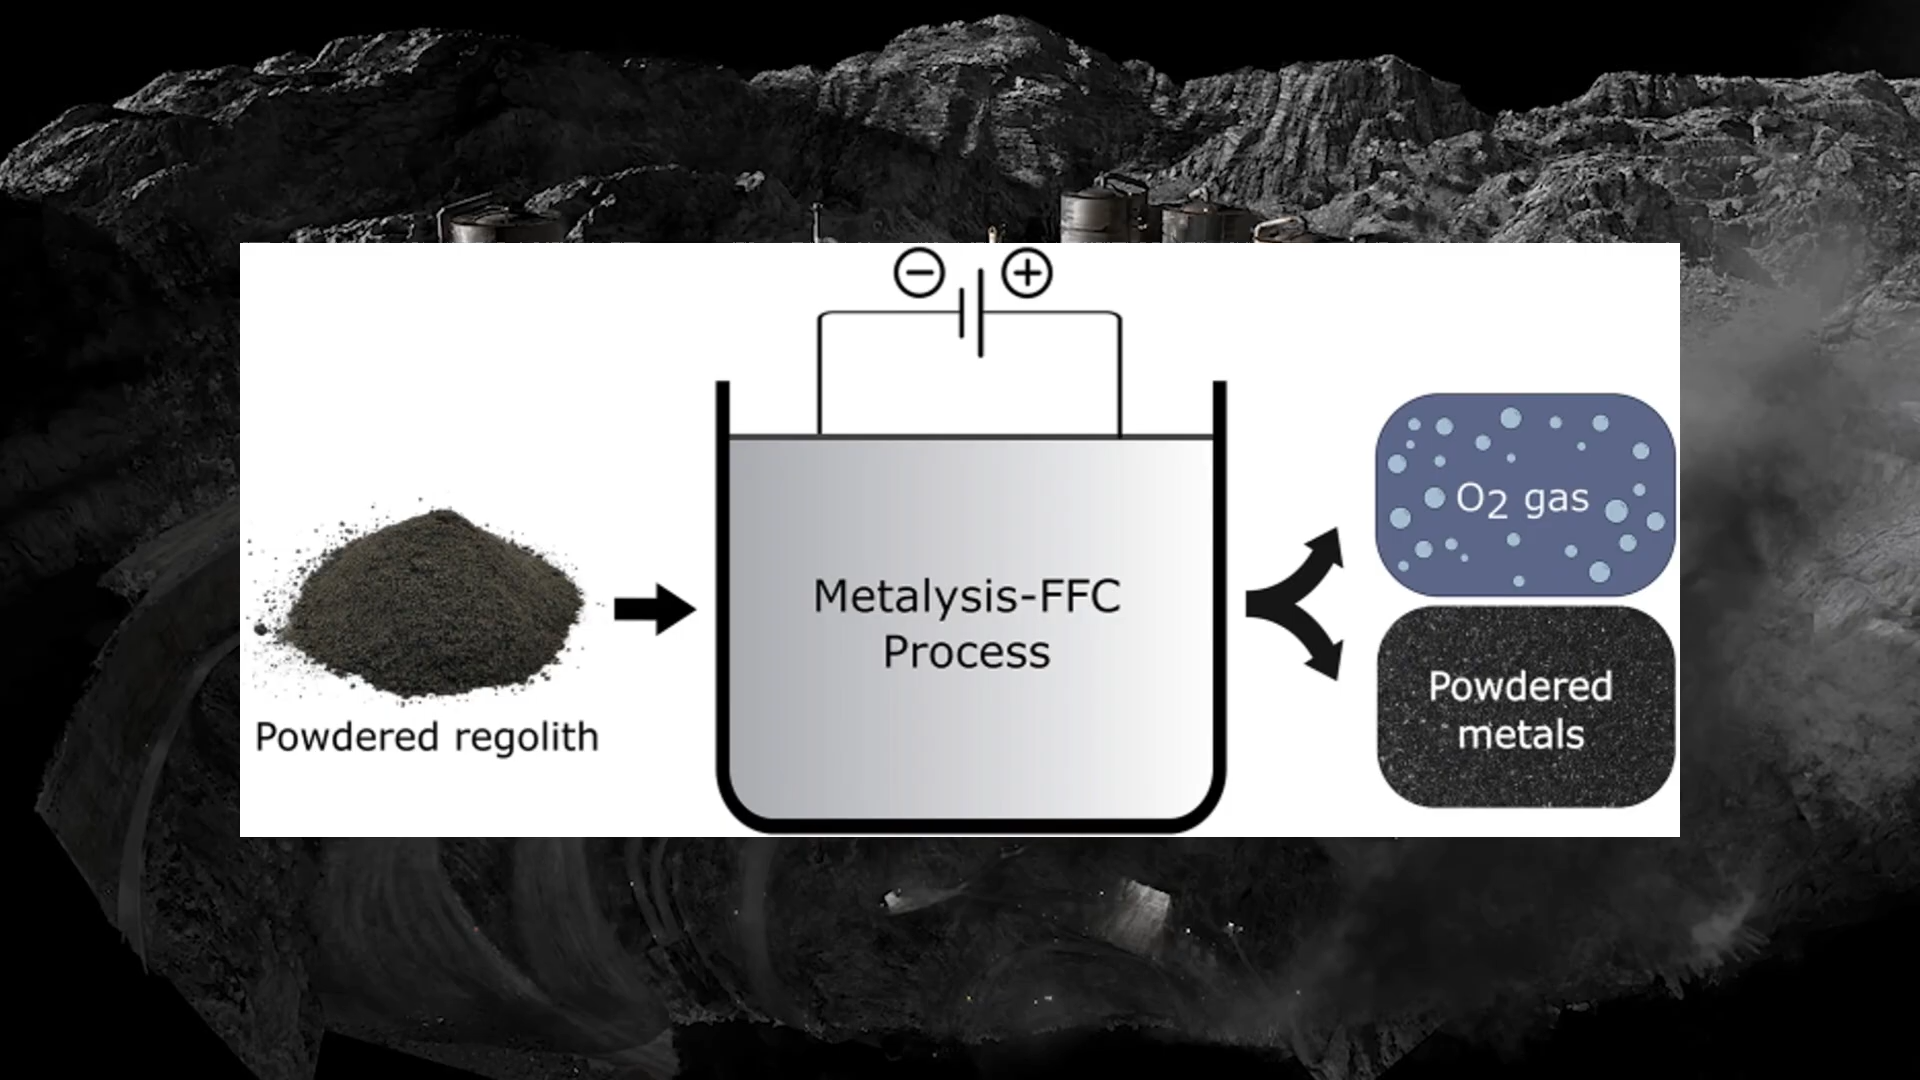 Powdered regolith
Metalysis-FFC
Process
O2 gas
Powdered
metals